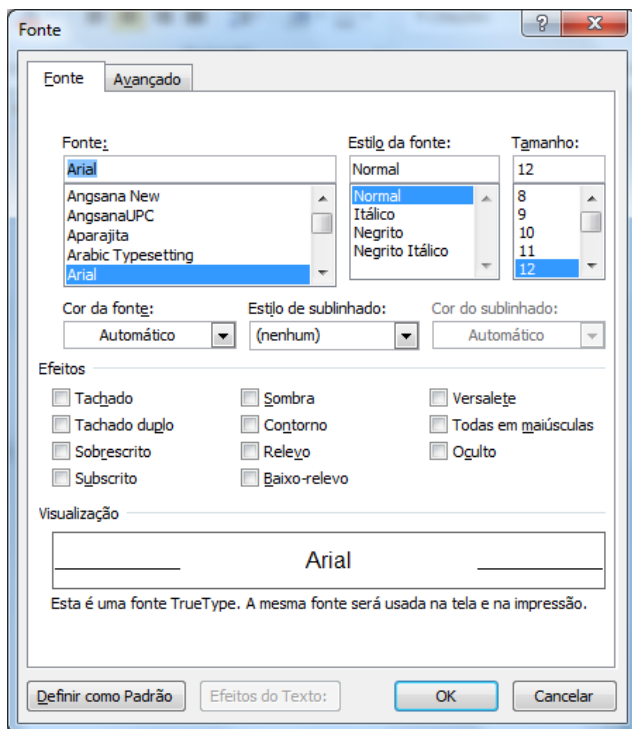 Fonte
Fonte Avançado
Fonte: Estilo da fonte: Tamanho:
Arial Normal 12
Angsana New Normal 8
AngsanaUPC Itálico 9
Aparajita Negrito 10
Arabic Typesetting Negrito Itálico 11
Arial 12
Cor da fonte: Estilo de sublinhado: Cor do sublinhado:
Automático (nenhum) Automático
Efeitos
Tachado Sombra Versalete
Tachado duplo Contorno Todas em maiúsculas
Sobrescrito Relevo Oculto
Subscrito Baixo-relevo
Visualização
Arial
Esta é uma fonte TrueType. A mesma fonte será usada na tela e na impressão.
Definir como Padrão Efeitos do Texto: OK Cancelar